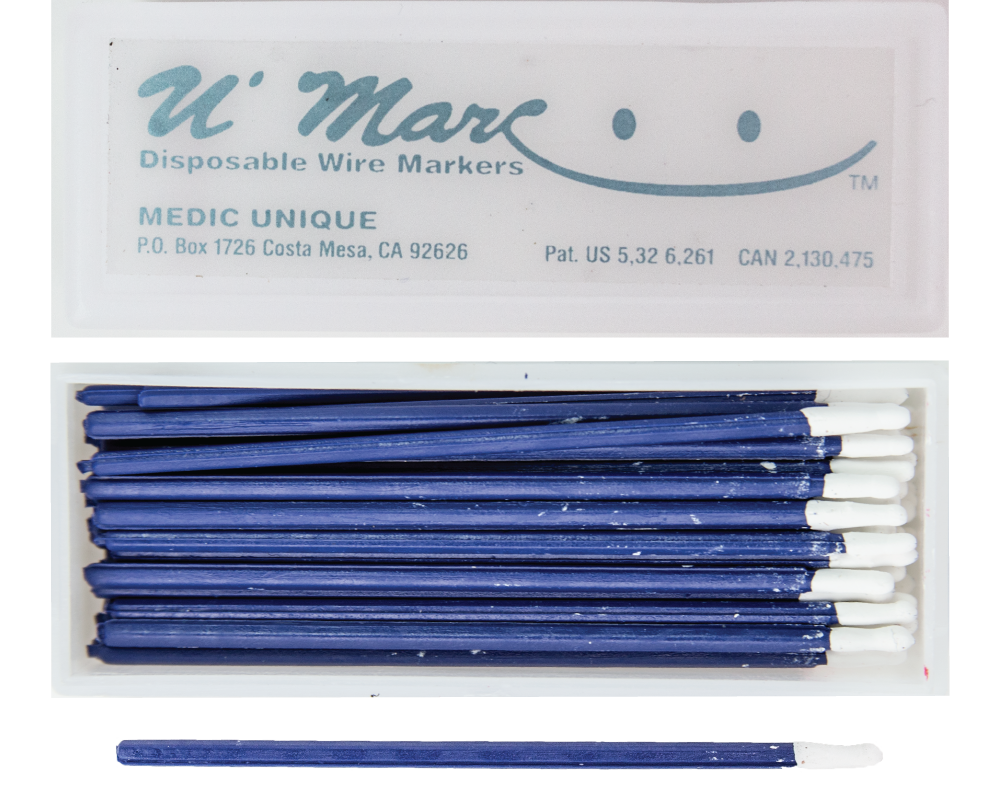 U' Mark
Disposable Wire Markers
TM
MEDIC UNIQUE
P.O. Box 1726 Costa Mesa, CA 92626
Pat. US 5,32 6,261 CAN 2,130.475